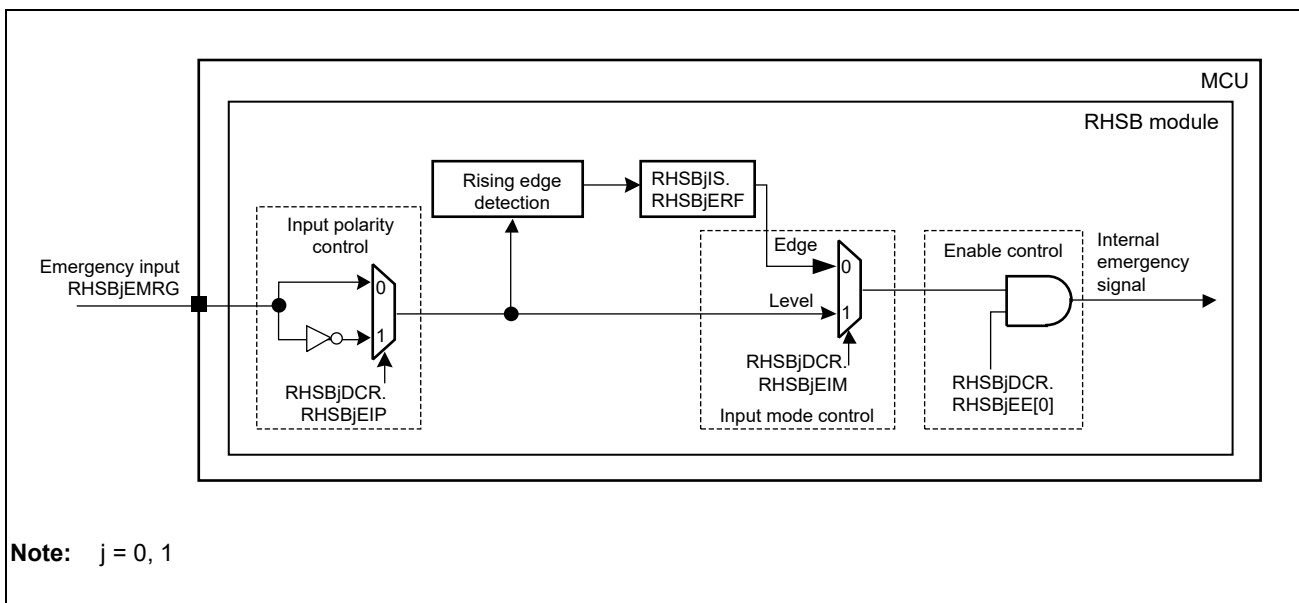 MCU
RHSB module
Rising edge
detection
RHSBjIS.
RHSBjERF
Input polarity
control
Emergency input
RHSBjEMRG
0
1
RHSBjDCR.
RHSBjEIP
Edge
Level
0
1
RHSBjDCR.
RHSBjEIM
Input mode control
Enable control
RHSBjDCR.
RHSBjEE[0]
Internal
emergency
signal
Note: j = 0, 1